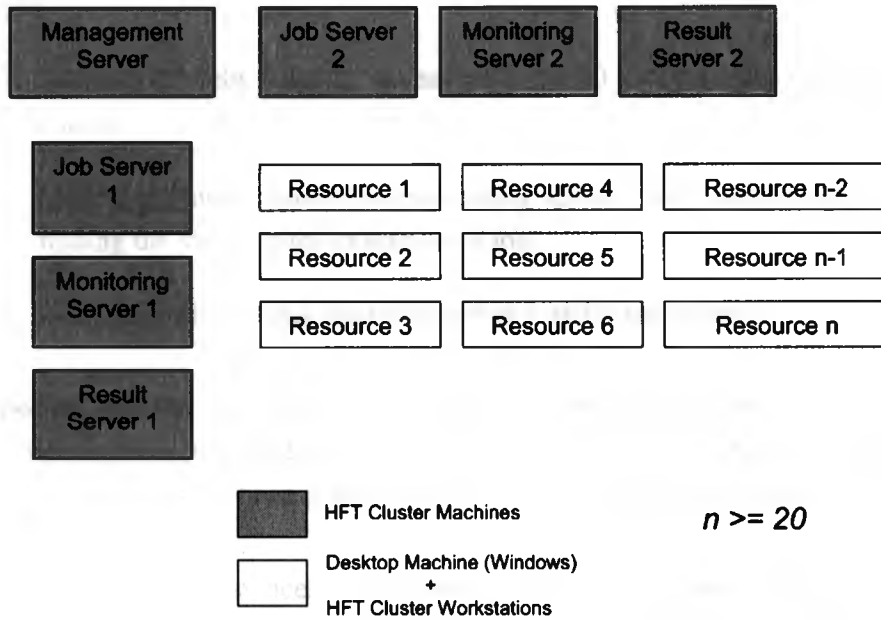 Management
Server
Job Server
2
Monitoring
Server 2
Result
Server 2
Job Server
1
Resource 1
Resource 4
Resource n-2
Resource 2
Resource 5
Resource n-1
Monitoring
Server 1
Resource 3
Resource 6
Resource n
Result
Server 1
HFT Cluster Machines
n >= 20
Desktop Machine (Windows)
+
HFT Cluster Workstations